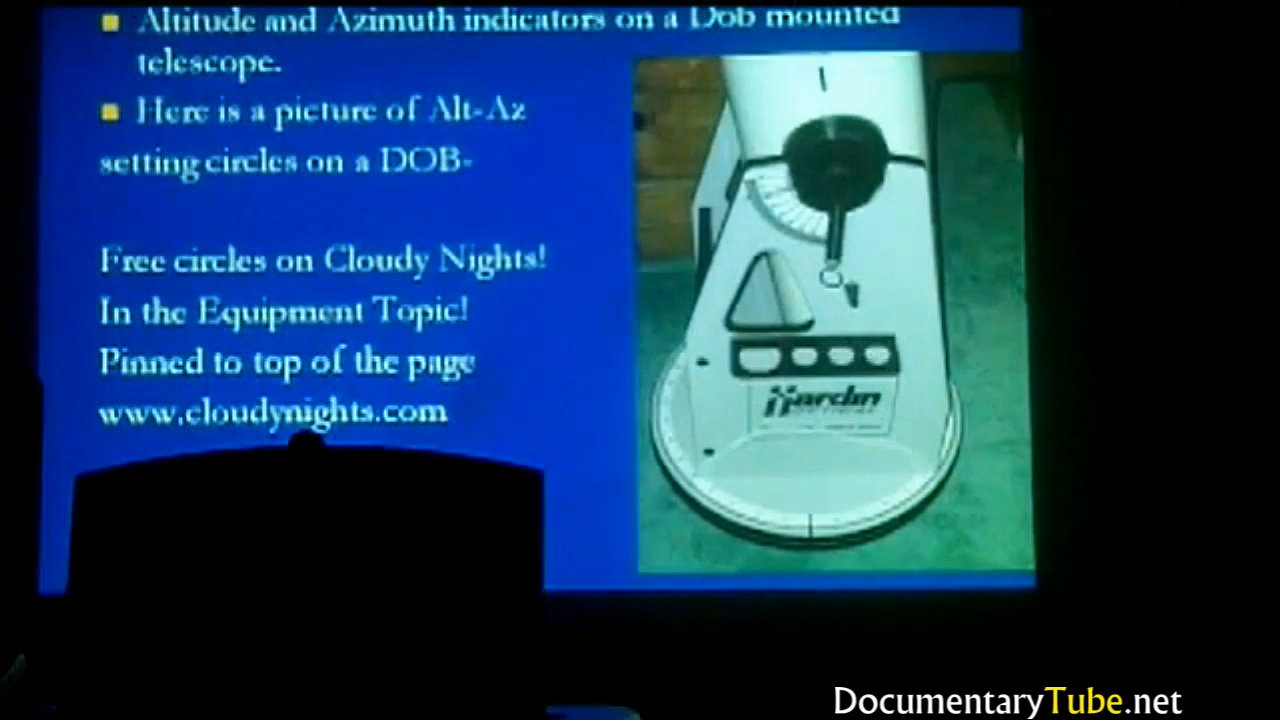 Altitude and Azimuth indicators on a Dob mounted
telescope.
Here is a picture of Alt-Az
setting circles on a DOB-
Free circles on Cloudy Nights!
In the Equipment Topic!
Pinned to top of the page
www.cloudynights.com
Hardin
DocumentaryTube.net